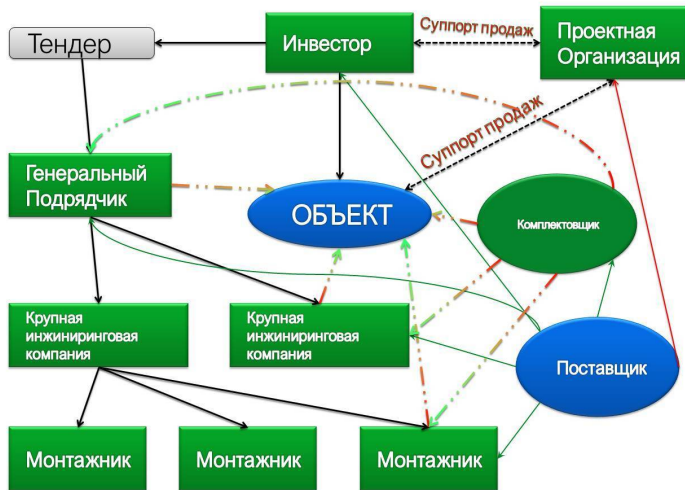 Тендер
Инвестор
Суппорт продаж
Проектная
Организация
Суппорт продаж
Генеральный
Подрядчик
ОБЪЕКТ
Комплектовщик
Крупная
инжиниринговая
компания
Крупная
инжиниринговая
компания
Поставщик
Монтажник
Монтажник
Монтажник